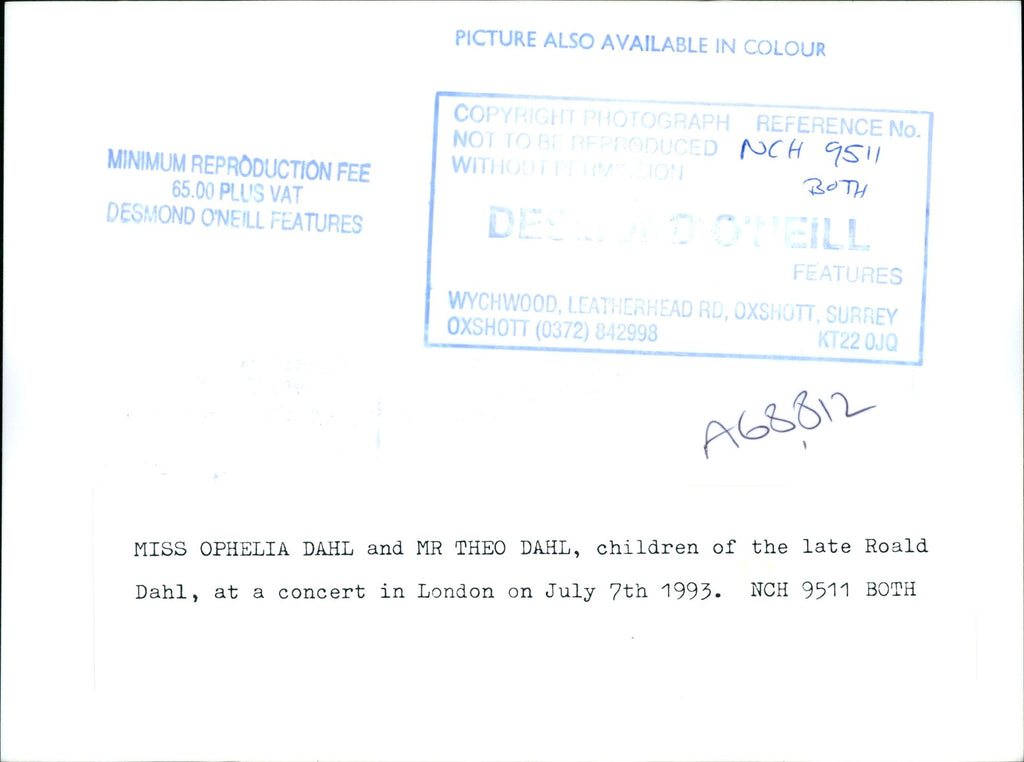 PICTURE ALSO AVAILABLE IN COLOUR
MINIMUM REPRODUCTION FEE
65.00 PLUS VAT
DESMOND O'NEILL FEATURES
COPYRIGHT PHOTOGRAPH REFERENCE No.
NOT TO BE REPRODUCED NCH 9511
WITHOUT PERMISSION BOTH
DESMOND O'NEILL
FEATURES
WYCHWOOD, LEATHERHEAD RD, OXSHOTT, SURREY
OXSHOTT (0372) 842998 KT22 0JQ
A68812
MISS OPHELIA DAHL and MR THEO DAHL, children of the late Roald
Dahl, at a concert in London on July 7th 1993. NCH 9511 BOTH